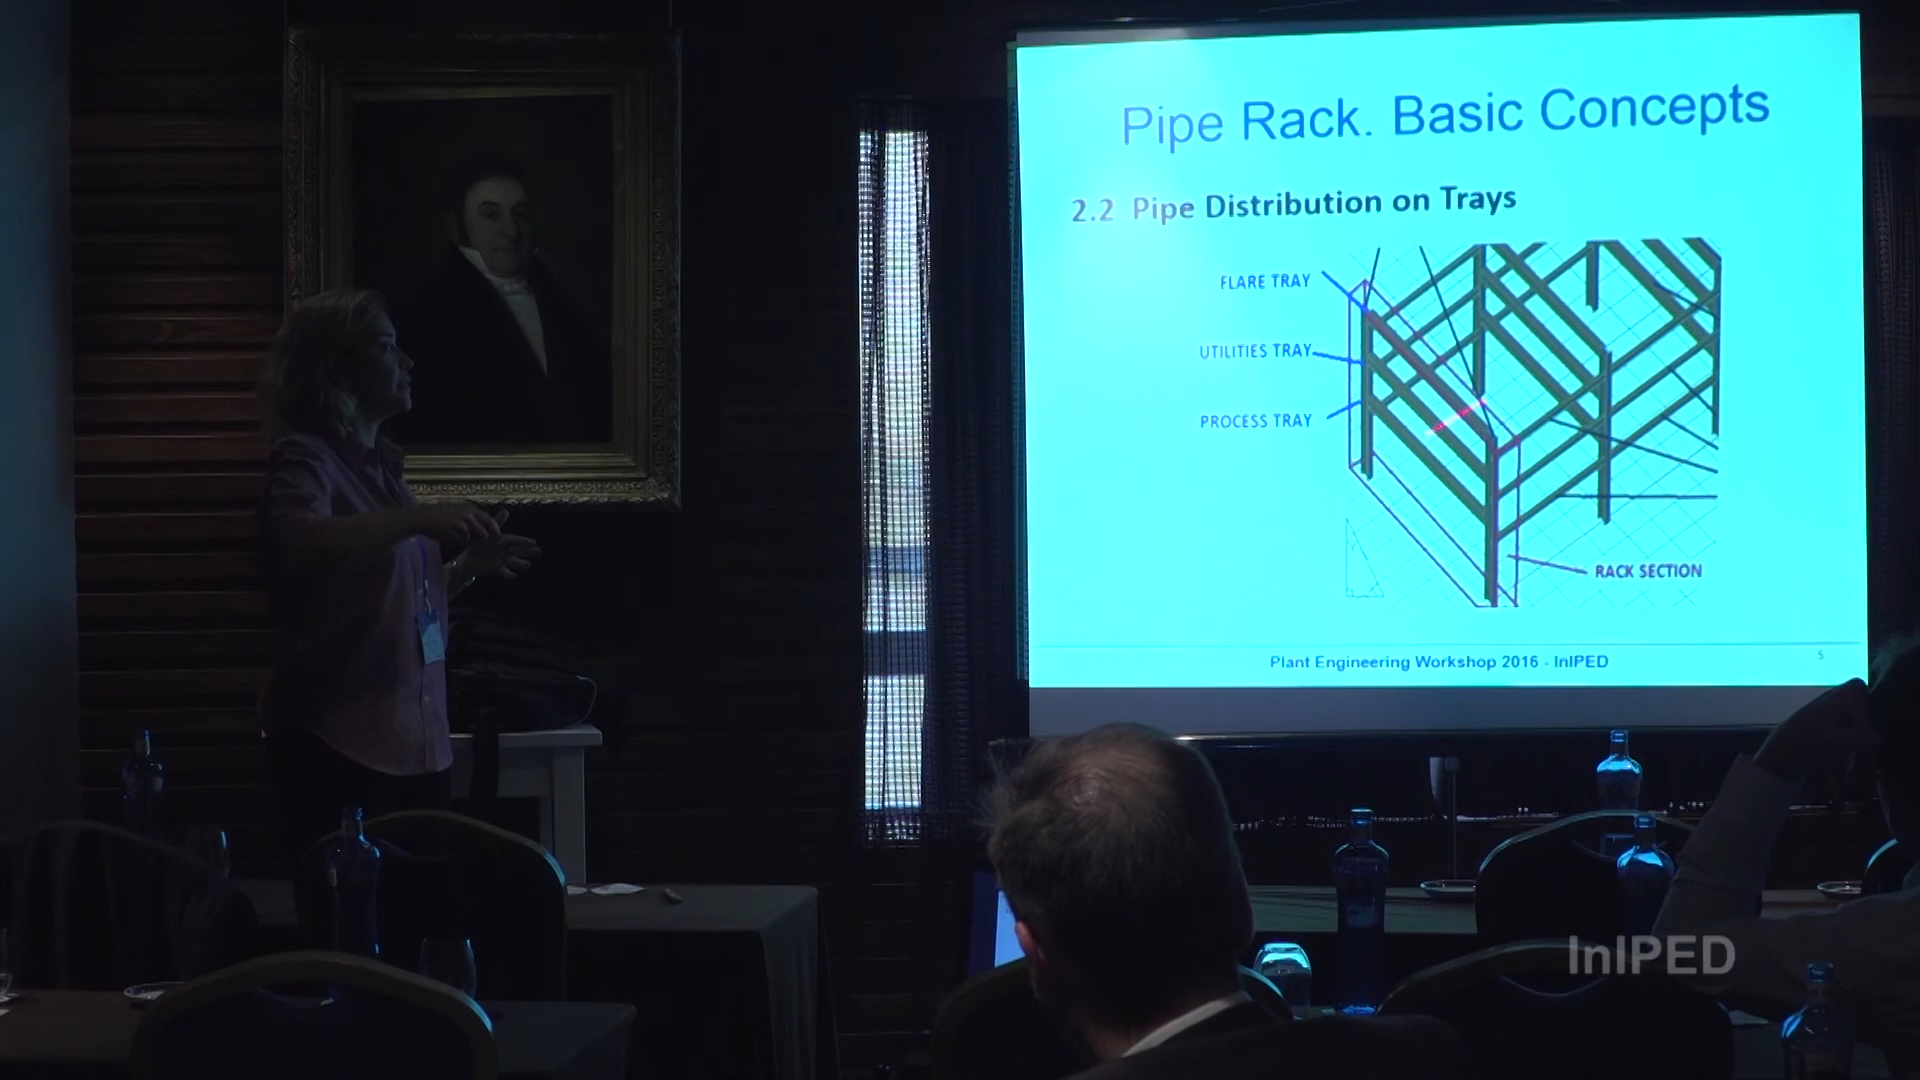 Pipe Rack. Basic Concepts
2.2 Pipe Distribution on Trays
FLARE TRAY
UTILITIES TRAY
PROCESS TRAY
RACK SECTION
Plant Engineering Workshop 2016 - InIPED
5
InIPED